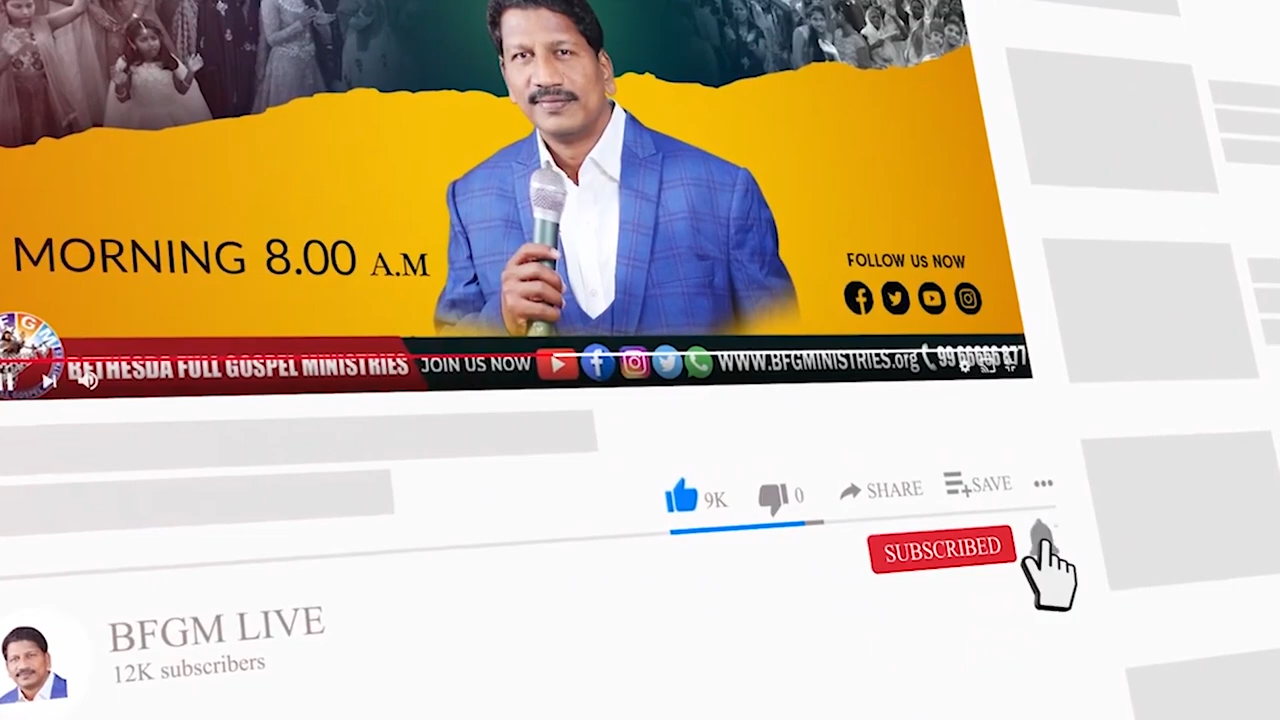 MORNING 8.00 A.M
FOLLOW US NOW
BETHESDA FULL GOSPEL MINISTRIES JOIN US NOW WWW.BFGMINISTRIES.org
9K 0 SHARE SAVE
SUBSCRIBED
BFGM LIVE
12K subscribers